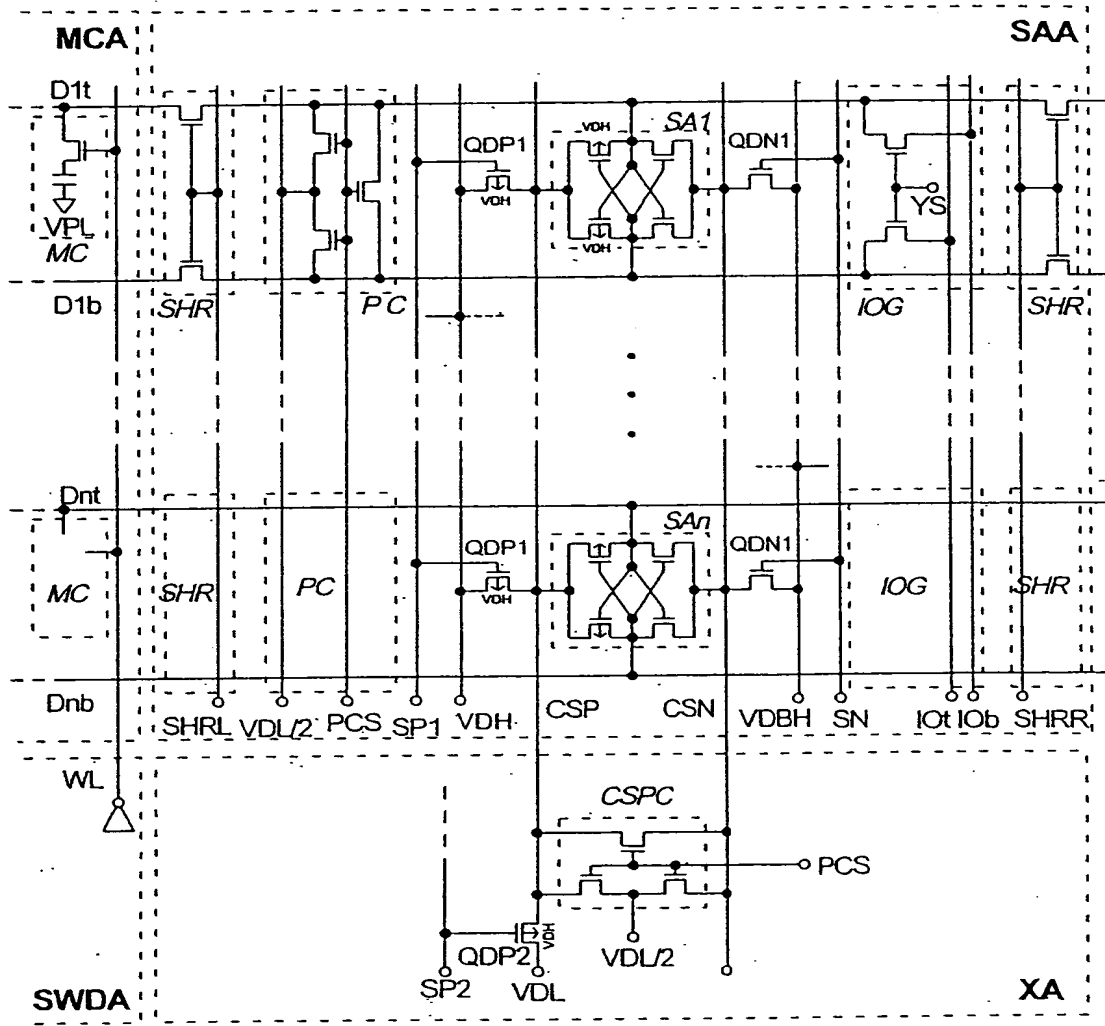 MCA
SAA
D1t
SA1
VDH
QDP1
QDN1
VDH
VDH
YS
VPL
MC
D1b
SHR
PC
IOG
SHR
Dnt
SAn
QDP1
QDN1
VDH
MC
SHR
PC
IOG
SHR
Dnb
SHRL
VDL/2
PCS
SP1
VDH
CSP
CSN
VDBH
SN
IOt
IOb
SHRR
WL
CSPC
PCS
VDH
QDP2
VDL/2
SP2
VDL
SWDA
XA